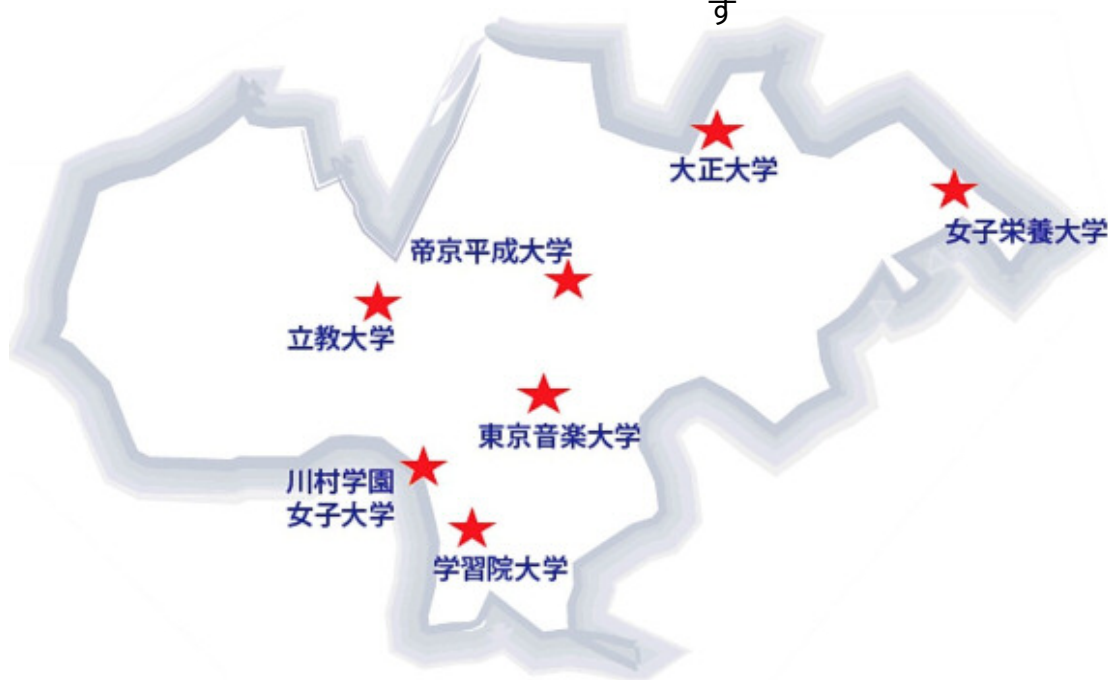 す
大正大学
女子栄養大学
帝京平成大学
立教大学
東京音楽大学
川村学園
女子大学
学習院大学